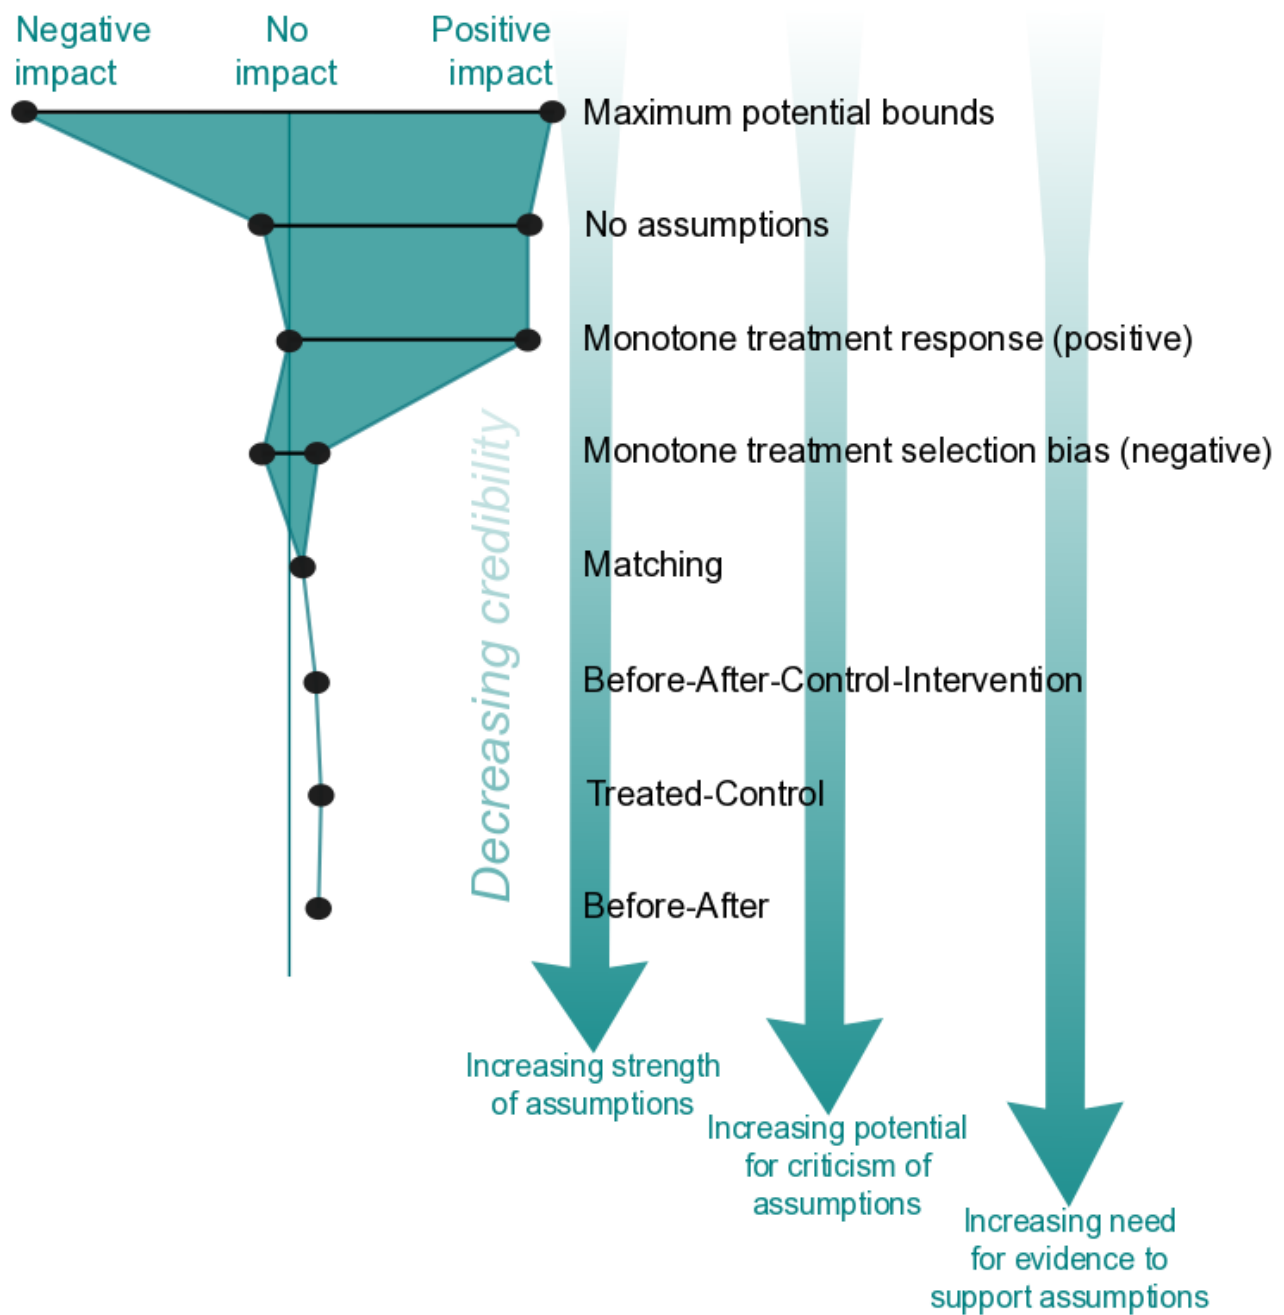 Negative
impact
No
impact
Positive
impact
Maximum potential bounds
No assumptions
Monotone treatment response (positive)
Monotone treatment selection bias (negative)
Matching
Before-After-Control-Intervention
Treated-Control
Before-After
Decreasing credibility
Increasing strength
of assumptions
Increasing potential
for criticism of
assumptions
Increasing need
for evidence to
support assumptions